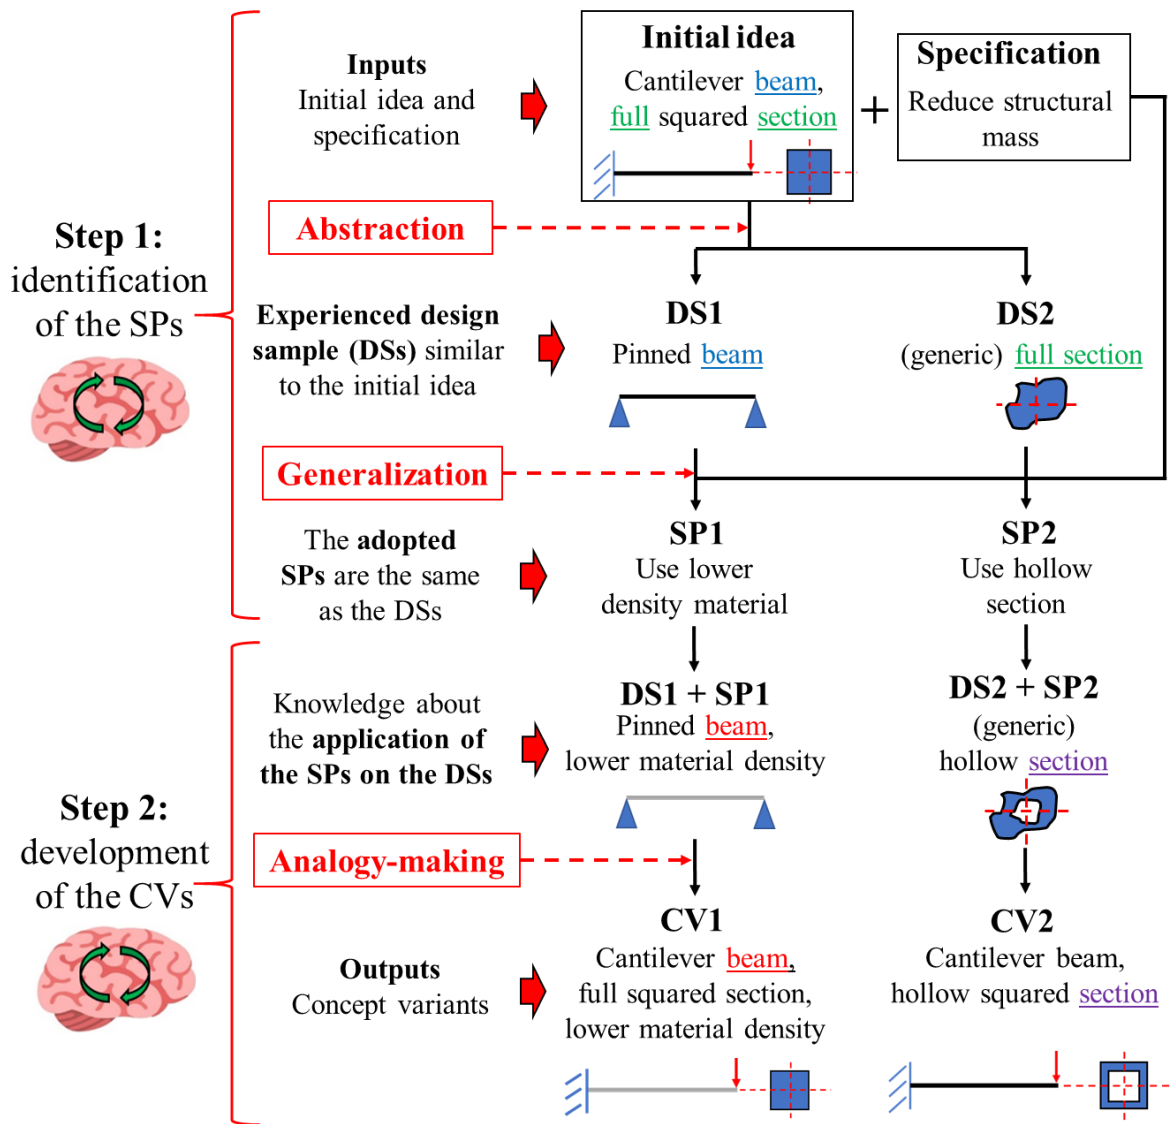 Step 1:
identification
of the SPs
Inputs
Initial idea and
specification
Initial idea
Cantilever beam,
full squared section
+
Specification
Reduce structural
mass
Abstraction
Experienced design
sample (DSs) similar
to the initial idea
DS1
Pinned beam
DS2
(generic) full section
Generalization
The adopted
SPs are the same
as the DSs
SP1
Use lower
density material
SP2
Use hollow
section
Step 2:
development
of the CVs
Knowledge about
the application of
the SPs on the DSs
DS1 + SP1
Pinned beam,
lower material density
DS2 + SP2
(generic)
hollow section
Analogy-making
Outputs
Concept variants
CV1
Cantilever beam,
full squared section,
lower material density
CV2
Cantilever beam,
hollow squared section